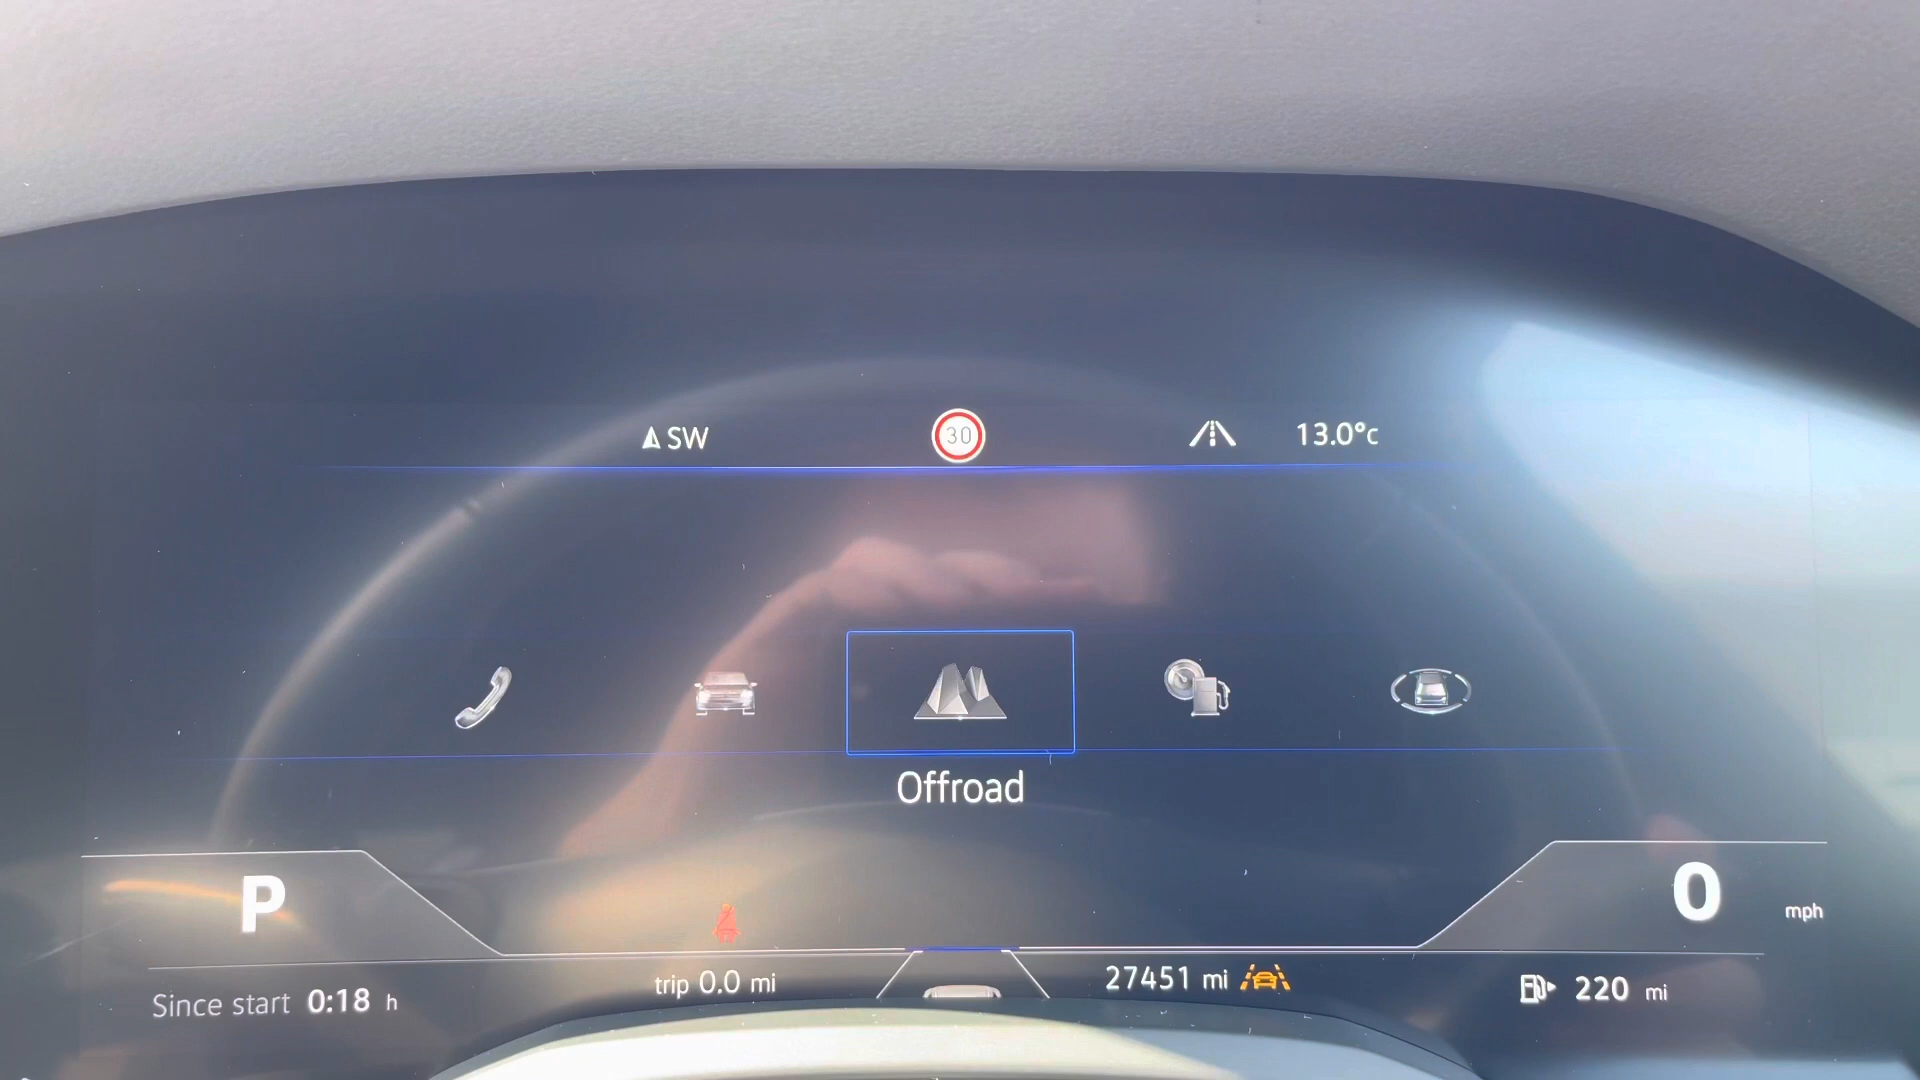 SW
30
13.0°c
Offroad
P
0 mph
Since start 0:18 h
trip 0.0 mi
27451 mi
220 mi